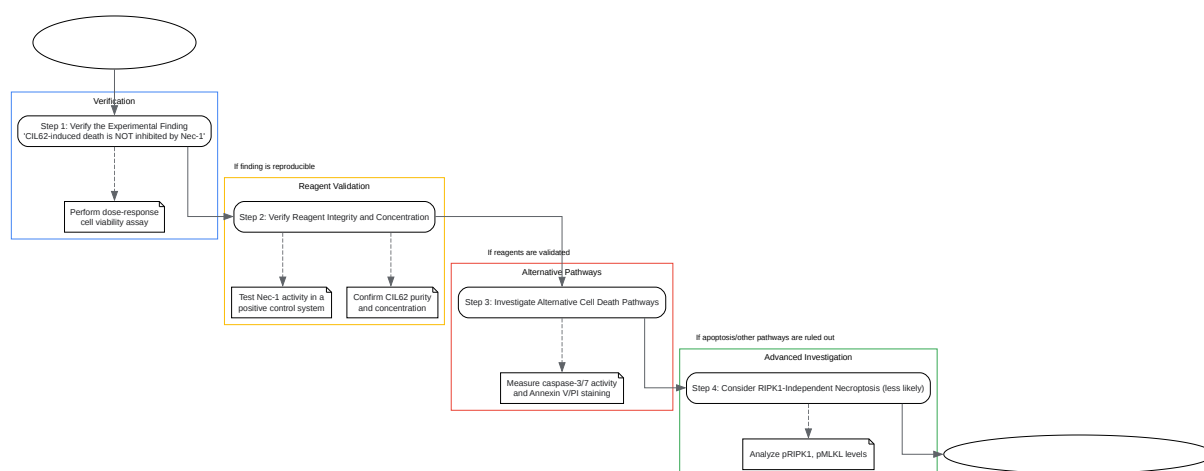 Verification
Step 1: Verify the Experimental Finding
'CIL62-induced death is NOT inhibited by Nec-1'
Perform dose-response
cell viability assay
If finding is reproducible
Reagent Validation
Step 2: Verify Reagent Integrity and Concentration
Test Nec-1 activity in a
positive control system
Confirm CIL62 purity
and concentration
If reagents are validated
Alternative Pathways
Step 3: Investigate Alternative Cell Death Pathways
Measure caspase-3/7 activity
and Annexin V/PI staining
If apoptosis/other pathways are ruled out
Advanced Investigation
Step 4: Consider RIPK1-Independent Necroptosis (less likely)
Analyze pRIPK1, pMLKL levels